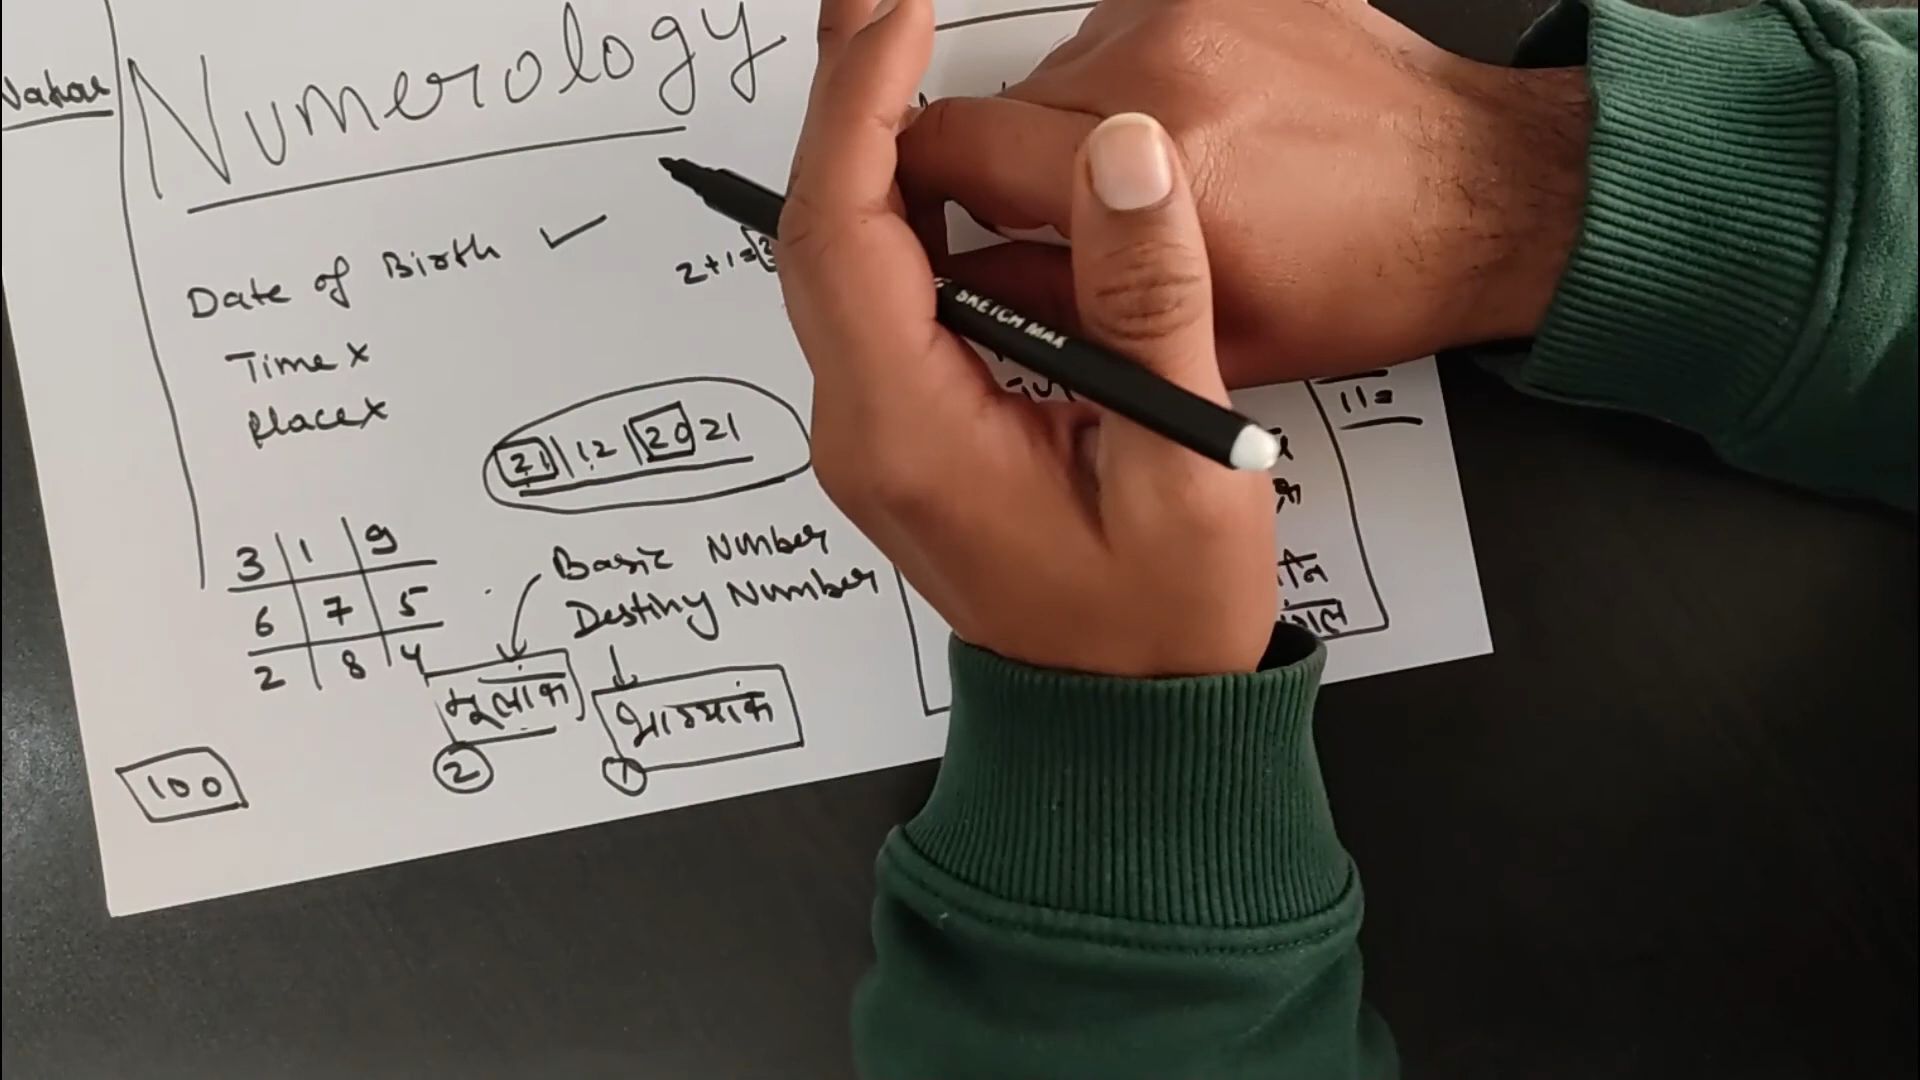 Numerology
Date of Birth ✓
2+1=3
Time x
Place x
21|12|2021
3 | 1 | 9
6 | 7 | 5
2 | 8 | 4
Basic Number
Destiny Number
मूलांक
भाग्यांक
2
1
100
SKETCH MAX
11=